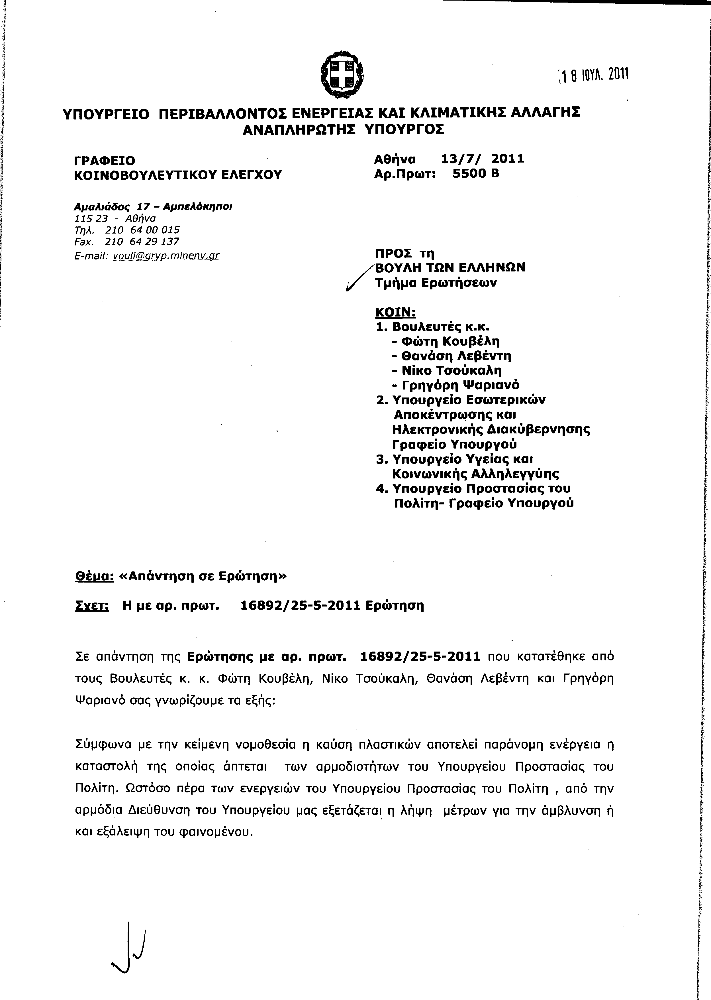 18 ΙΟΥΛ. 2011
ΥΠΟΥΡΓΕΙΟ ΠΕΡΙΒΑΛΛΟΝΤΟΣ ΕΝΕΡΓΕΙΑΣ ΚΑΙ ΚΛΙΜΑΤΙΚΗΣ ΑΛΛΑΓΗΣ
ΑΝΑΠΛΗΡΩΤΗΣ ΥΠΟΥΡΓΟΣ
ΓΡΑΦΕΙΟ
ΚΟΙΝΟΒΟΥΛΕΥΤΙΚΟΥ ΕΛΕΓΧΟΥ
Αθήνα 13/7/ 2011
Αρ.Πρωτ: 5500 Β
Αμαλιάδος 17 – Αμπελόκηποι
115 23 - Αθήνα
Τηλ. 210 64 00 015
Fax. 210 64 29 137
E-mail: vouli@gryp.minenv.gr
ΠΡΟΣ τη
ΒΟΥΛΗ ΤΩΝ ΕΛΛΗΝΩΝ
Τμήμα Ερωτήσεων
ΚΟΙΝ:
1. Βουλευτές κ.κ.
- Φώτη Κουβέλη
- Θανάση Λεβέντη
- Νίκο Τσούκαλη
- Γρηγόρη Ψαριανό
2. Υπουργείο Εσωτερικών
Αποκέντρωσης και
Ηλεκτρονικής Διακύβερνησης
Γραφείο Υπουργού
3. Υπουργείο Υγείας και
Κοινωνικής Αλληλεγγύης
4. Υπουργείο Προστασίας του
Πολίτη- Γραφείο Υπουργού
Θέμα: «Απάντηση σε Ερώτηση»
Σχετ: Η με αρ. πρωτ. 16892/25-5-2011 Ερώτηση
Σε απάντηση της Ερώτησης με αρ. πρωτ. 16892/25-5-2011 που κατατέθηκε από
τους Βουλευτές κ. κ. Φώτη Κουβέλη, Νίκο Τσούκαλη, Θανάση Λεβέντη και Γρηγόρη
Ψαριανό σας γνωρίζουμε τα εξής:
Σύμφωνα με την κείμενη νομοθεσία η καύση πλαστικών αποτελεί παράνομη ενέργεια η
καταστολή της οποίας άπτεται των αρμοδιοτήτων του Υπουργείου Προστασίας του
Πολίτη. Ωστόσο πέρα των ενεργειών του Υπουργείου Προστασίας του Πολίτη , από την
αρμόδια Διεύθυνση του Υπουργείου μας εξετάζεται η λήψη μέτρων για την άμβλυνση ή
και εξάλειψη του φαινομένου.